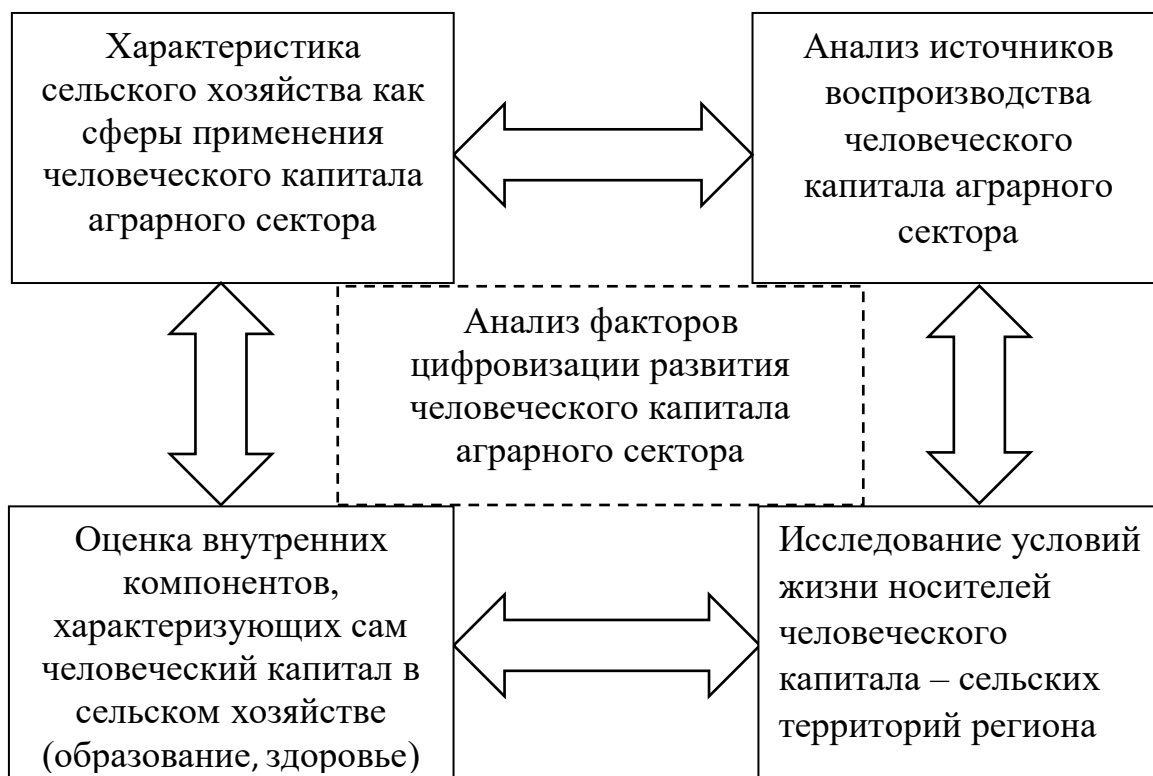 Характеристика
сельского хозяйства как
сферы применения
человеческого капитала
аграрного сектора
Анализ источников
воспроизводства
человеческого
капитала аграрного
сектора
Анализ факторов
цифровизации развития
человеческого капитала
аграрного сектора
Оценка внутренних
компонентов,
характеризующих сам
человеческий капитал в
сельском хозяйстве
(образование, здоровье)
Исследование условий
жизни носителей
человеческого
капитала – сельских
территорий региона